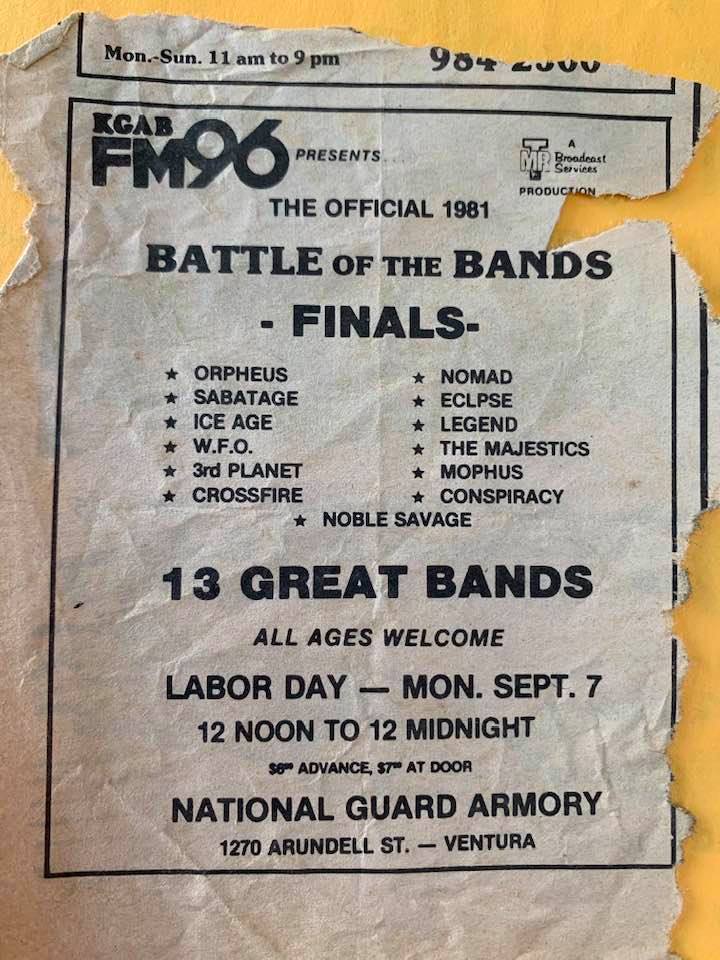 Mon.-Sun. 11 am to 9 pm
KGAB
FM96 PRESENTS...
TMR A Broadcast Services
PRODUCTION
THE OFFICIAL 1981
BATTLE OF THE BANDS
- FINALS-
★ ORPHEUS ★ NOMAD
★ SABATAGE ★ ECLPSE
★ ICE AGE ★ LEGEND
★ W.F.O. ★ THE MAJESTICS
★ 3rd PLANET ★ MOPHUS
★ CROSSFIRE ★ CONSPIRACY
★ NOBLE SAVAGE
13 GREAT BANDS
ALL AGES WELCOME
LABOR DAY — MON. SEPT. 7
12 NOON TO 12 MIDNIGHT
$6⁰⁰ ADVANCE, $7⁰⁰ AT DOOR
NATIONAL GUARD ARMORY
1270 ARUNDELL ST. — VENTURA